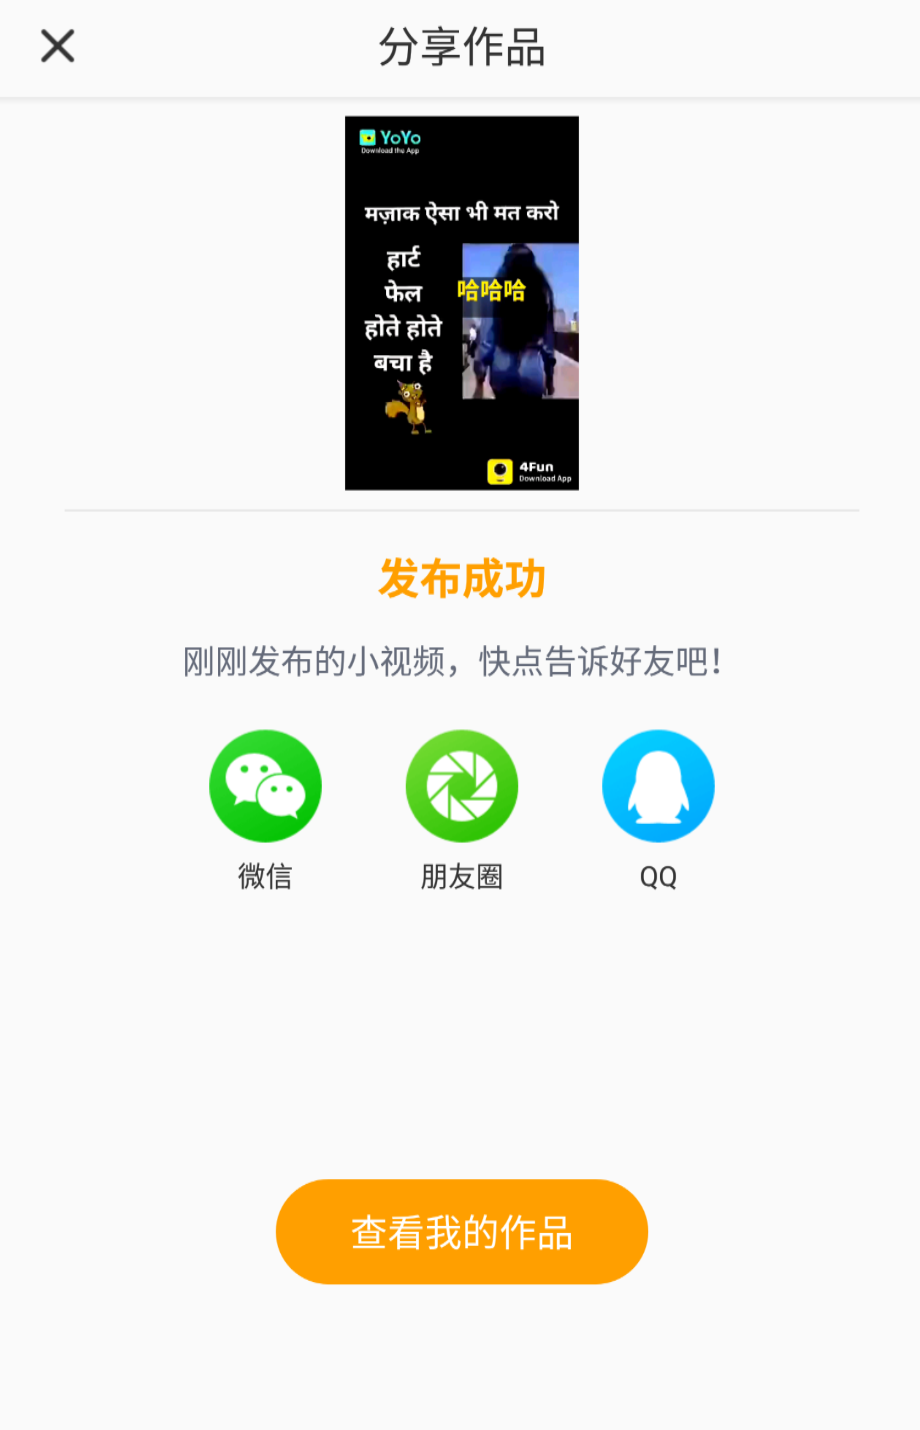 分享作品
YoYo
Download the App
मज़ाक ऐसा भी मत करो
हार्ट
फेल
होते होते
बचा है
哈哈哈
4Fun
Download App
发布成功
刚刚发布的小视频，快点告诉好友吧！
微信
朋友圈
QQ
查看我的作品